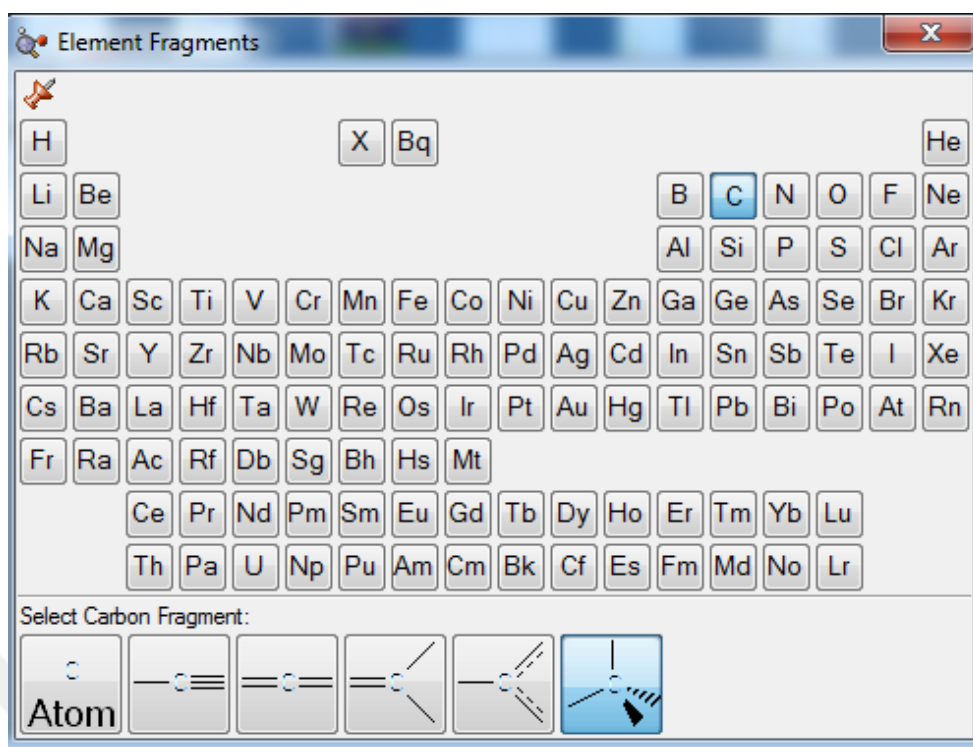 Element Fragments
H X Bq He
Li Be B C N O F Ne
Na Mg Al Si P S Cl Ar
K Ca Sc Ti V Cr Mn Fe Co Ni Cu Zn Ga Ge As Se Br Kr
Rb Sr Y Zr Nb Mo Tc Ru Rh Pd Ag Cd In Sn Sb Te I Xe
Cs Ba La Hf Ta W Re Os Ir Pt Au Hg Tl Pb Bi Po At Rn
Fr Ra Ac Rf Db Sg Bh Hs Mt
Ce Pr Nd Pm Sm Eu Gd Tb Dy Ho Er Tm Yb Lu
Th Pa U Np Pu Am Cm Bk Cf Es Fm Md No Lr
Select Carbon Fragment:
C C C C C C
Atom